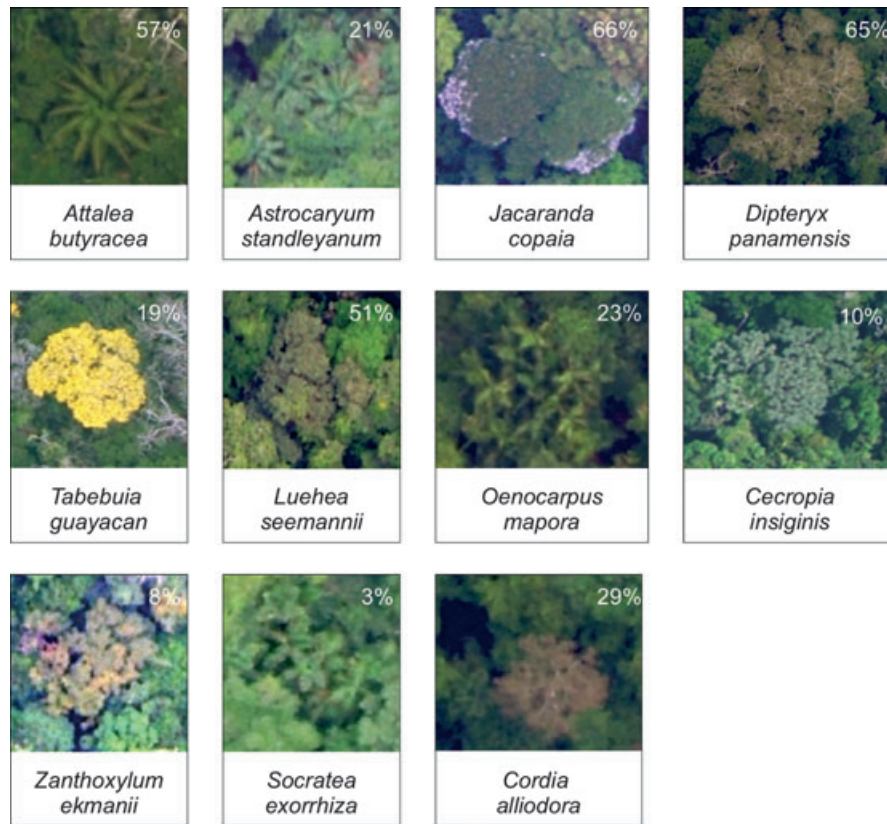 57%
21%
66%
65%
Attalea
butyracea
Astrocaryum
standleyanum
Jacaranda
copaia
Dipteryx
panamensis
19%
51%
23%
10%
Tabebuia
guayacan
Luehea
seemannii
Oenocarpus
mapora
Cecropia
insiginis
8%
3%
29%
Zanthoxylum
ekmanii
Socratea
exorrhiza
Cordia
alliodora